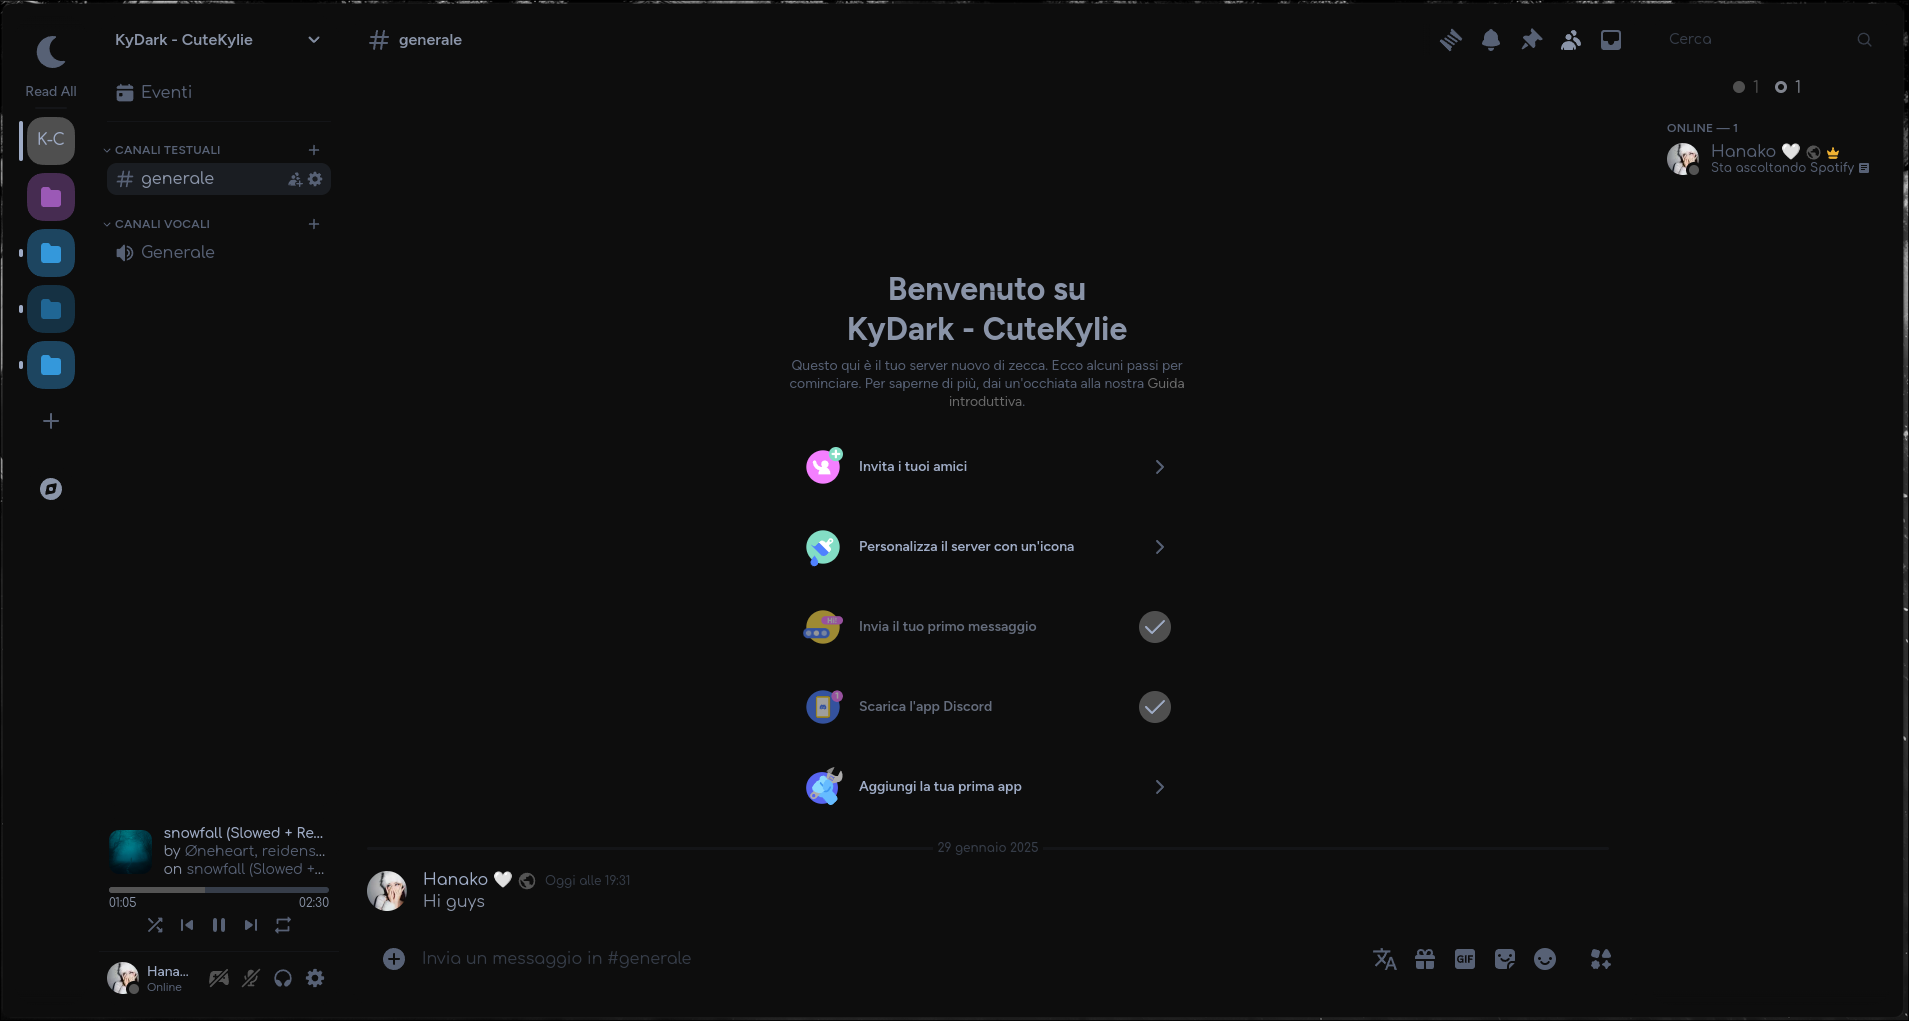 Read All
K-C
KyDark - CuteKylie
Eventi
CANALI TESTUALI
generale
CANALI VOCALI
Generale
snowfall (Slowed + Re...
by Øneheart, reidens...
on snowfall (Slowed +...
01:05
02:30
Hana...
Online
generale
Cerca
Benvenuto su
KyDark - CuteKylie
Questo qui è il tuo server nuovo di zecca. Ecco alcuni passi per
cominciare. Per saperne di più, dai un'occhiata alla nostra Guida
introduttiva.
Invita i tuoi amici
Personalizza il server con un'icona
Invia il tuo primo messaggio
Scarica l'app Discord
Aggiungi la tua prima app
29 gennaio 2025
Hanako 🤍 Oggi alle 19:31
Hi guys
Invia un messaggio in #generale
GIF
1 1
ONLINE — 1
Hanako 🤍
Sta ascoltando Spotify